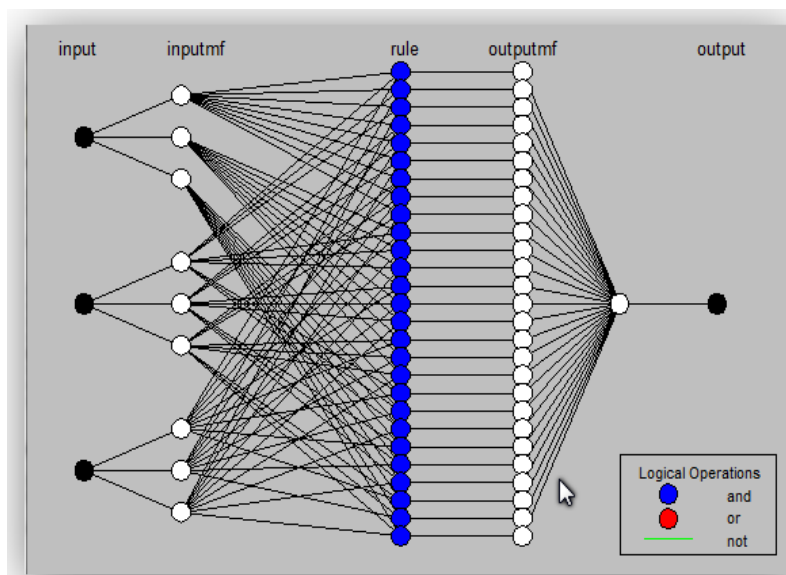 input inputmf rule outputmf output
Logical Operations
and
or
not